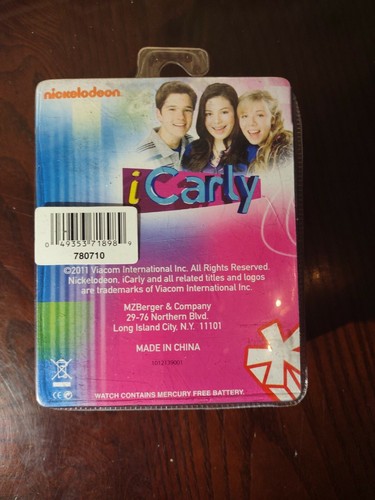 nickelodeon
iCarly
0 49353 71898 9
780710
©2011 Viacom International Inc. All Rights Reserved.
Nickelodeon, iCarly and all related titles and logos
are trademarks of Viacom International Inc.
MZBerger & Company
29-76 Northern Blvd.
Long Island City, N.Y. 11101
MADE IN CHINA
CE
WATCH CONTAINS MERCURY FREE BATTERY.